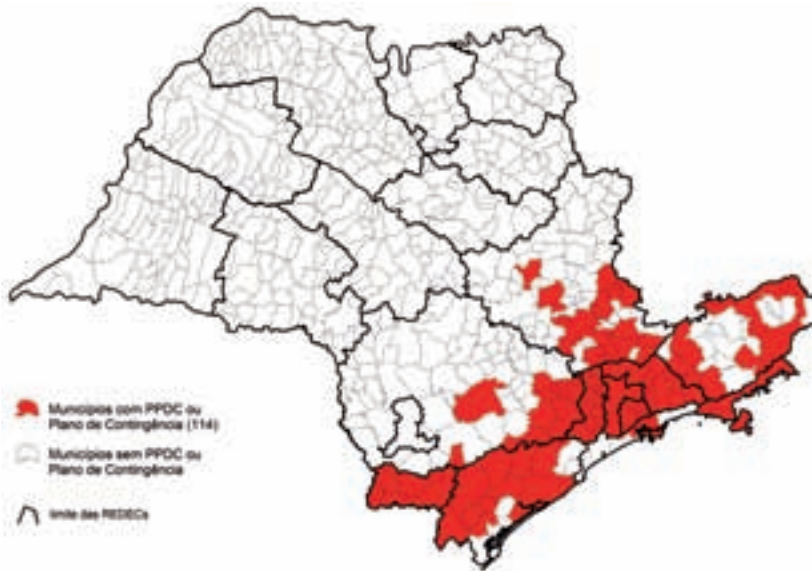 Municípios com PPDC ou
Plano de Contingência (114)
Municípios sem PPDC ou
Plano de Contingência
limite das REDECs